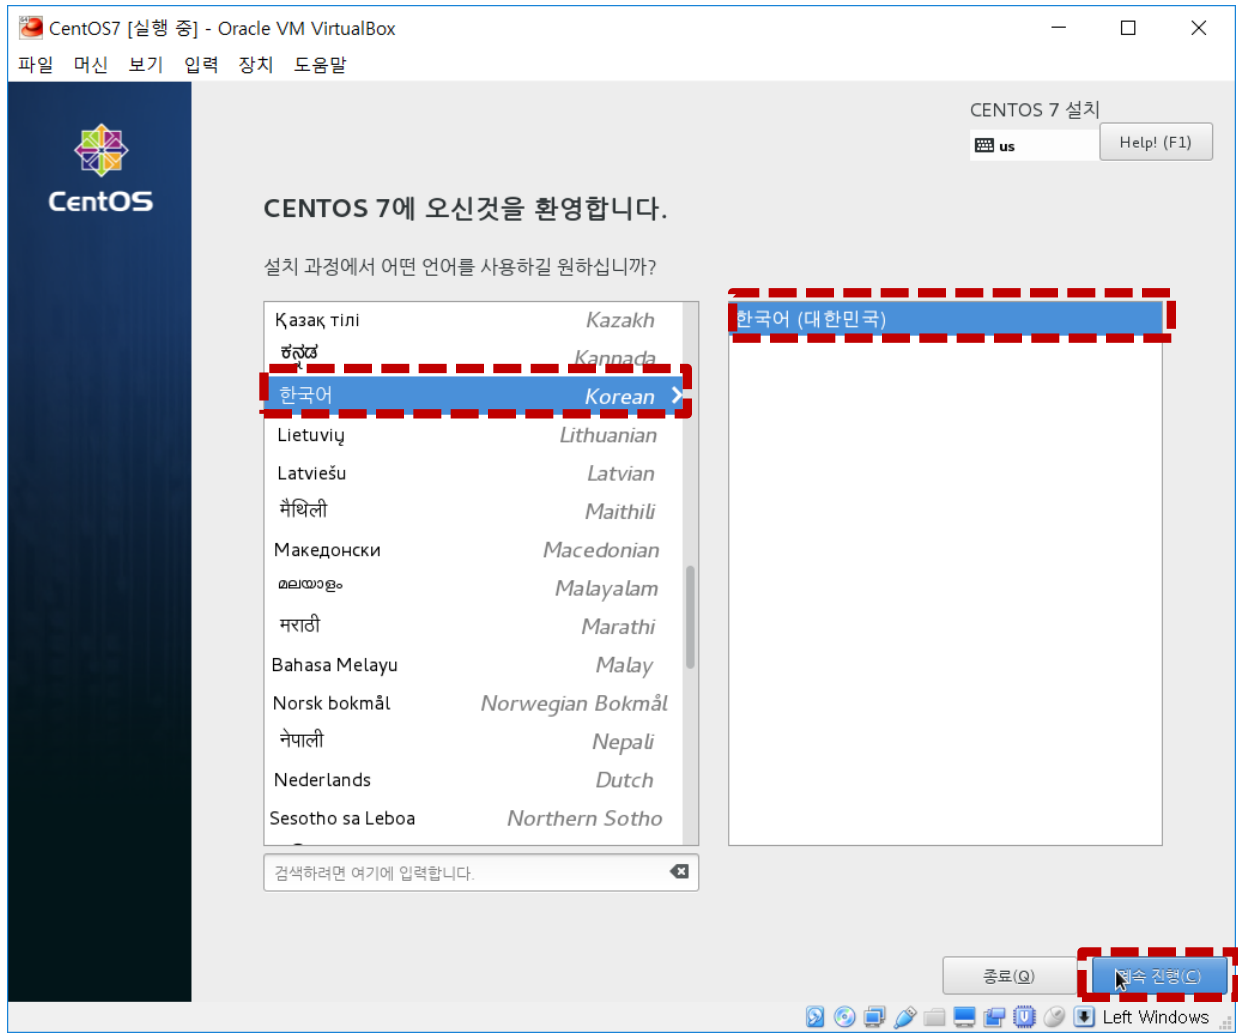 CentOS7 [실행 중] - Oracle VM VirtualBox
파일 머신 보기 입력 장치 도움말
CentOS
CENTOS 7 설치
us
Help! (F1)
CENTOS 7에 오신것을 환영합니다.
설치 과정에서 어떤 언어를 사용하길 원하십니까?
Қазақ тілі Kazakh
ಕನ್ನಡ Kannada
한국어 Korean
Lietuvių Lithuanian
Latviešu Latvian
मैथिली Maithili
Македонски Macedonian
മലയാളം Malayalam
मराठी Marathi
Bahasa Melayu Malay
Norsk bokmål Norwegian Bokmål
नेपाली Nepali
Nederlands Dutch
Sesotho sa Leboa Northern Sotho
한국어 (대한민국)
검색하려면 여기에 입력합니다.
종료(Q)
계속 진행(C)
Left Windows